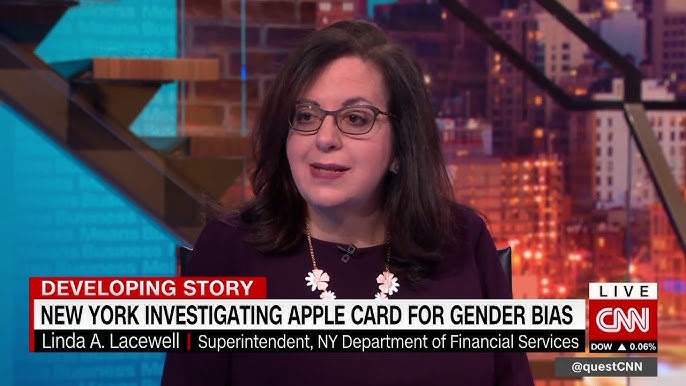 DEVELOPING STORY
NEW YORK INVESTIGATING APPLE CARD FOR GENDER BIAS
Linda A. Lacewell | Superintendent, NY Department of Financial Services
LIVE
CNN
DOW ▲ 0.06%
@questCNN